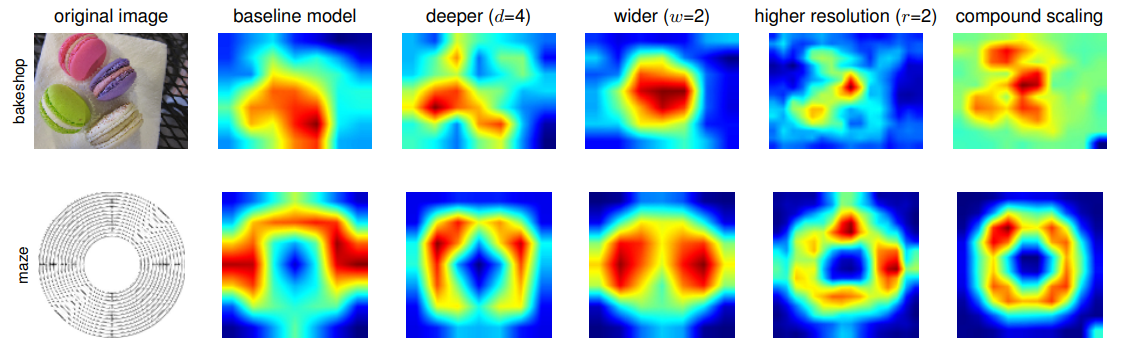 original image baseline model deeper (d=4) wider (w=2) higher resolution (r=2) compound scaling
bakeshop
maze